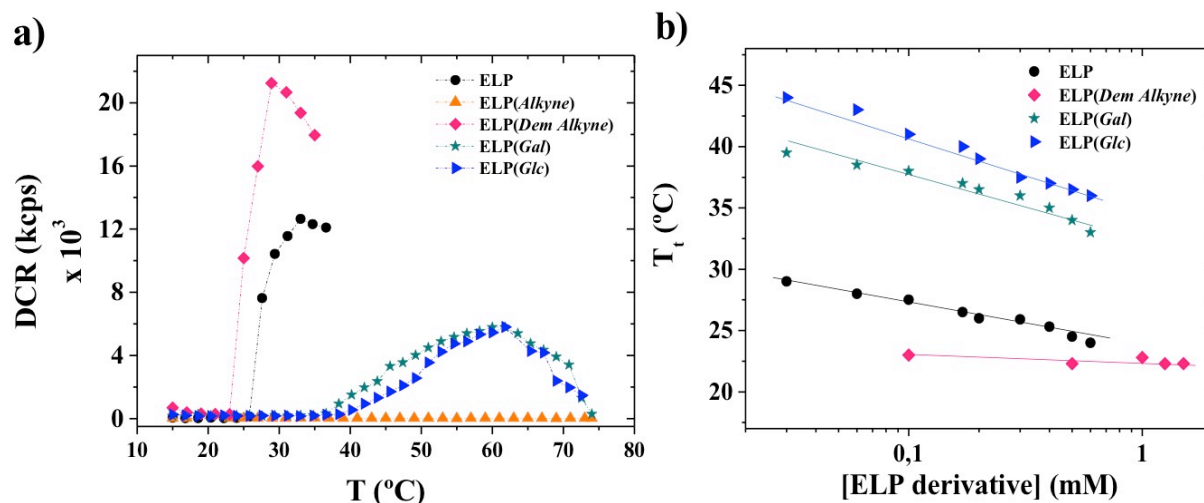 a)
DCR (kcps)
x 10³
20
16
12
8
4
0
10 20 30 40 50 60 70 80
T (ºC)
ELP
ELP(Alkyne)
ELP(Dem Alkyne)
ELP(Gal)
ELP(Glc)
b)
Tₜ (ºC)
45
40
35
30
25
20
0,1 1
[ELP derivative] (mM)
ELP
ELP(Dem Alkyne)
ELP(Gal)
ELP(Glc)